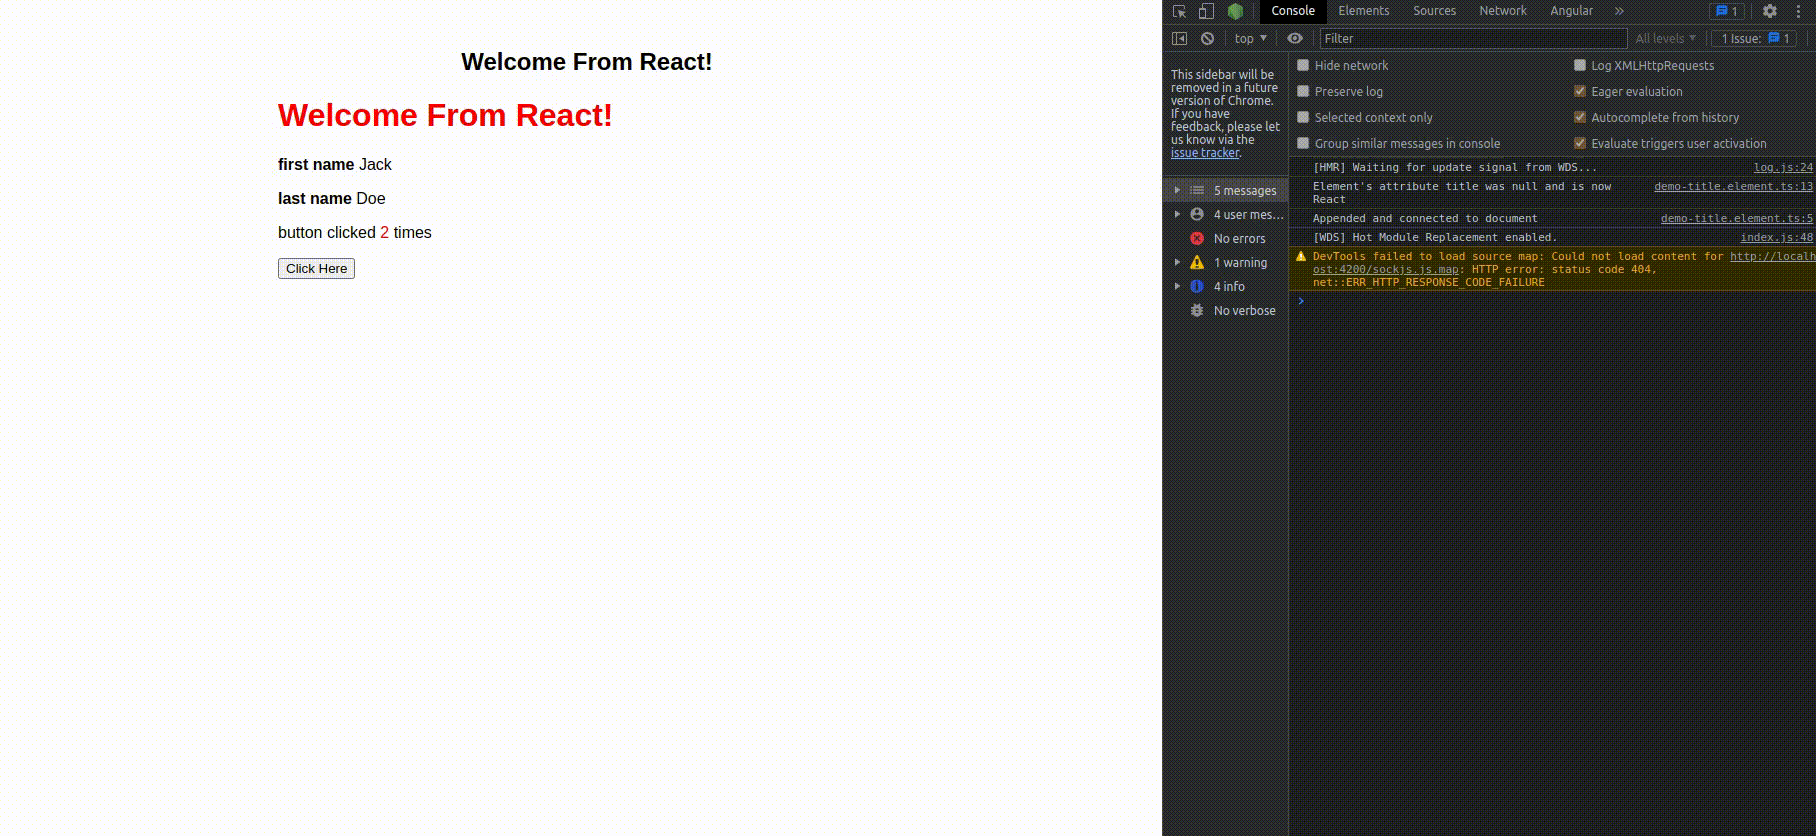 Welcome From React!
Welcome From React!
first name Jack
last name Doe
button clicked 2 times
Click Here
Console Elements Sources Network Angular » 1
top Filter All levels 1 Issue: 1
This sidebar will be
removed in a future
version of Chrome.
If you have
feedback, please let
us know via the
issue tracker.
5 messages
4 user mes...
No errors
1 warning
4 info
No verbose
Hide network Log XMLHttpRequests
Preserve log Eager evaluation
Selected context only Autocomplete from history
Group similar messages in console Evaluate triggers user activation
[HMR] Waiting for update signal from WDS... log.js:24
Element's attribute title was null and is now demo-title.element.ts:13
React
Appended and connected to document demo-title.element.ts:5
[WDS] Hot Module Replacement enabled. index.js:48
DevTools failed to load source map: Could not load content for http://localh
ost:4200/sockjs.js.map: HTTP error: status code 404,
net::ERR_HTTP_RESPONSE_CODE_FAILURE